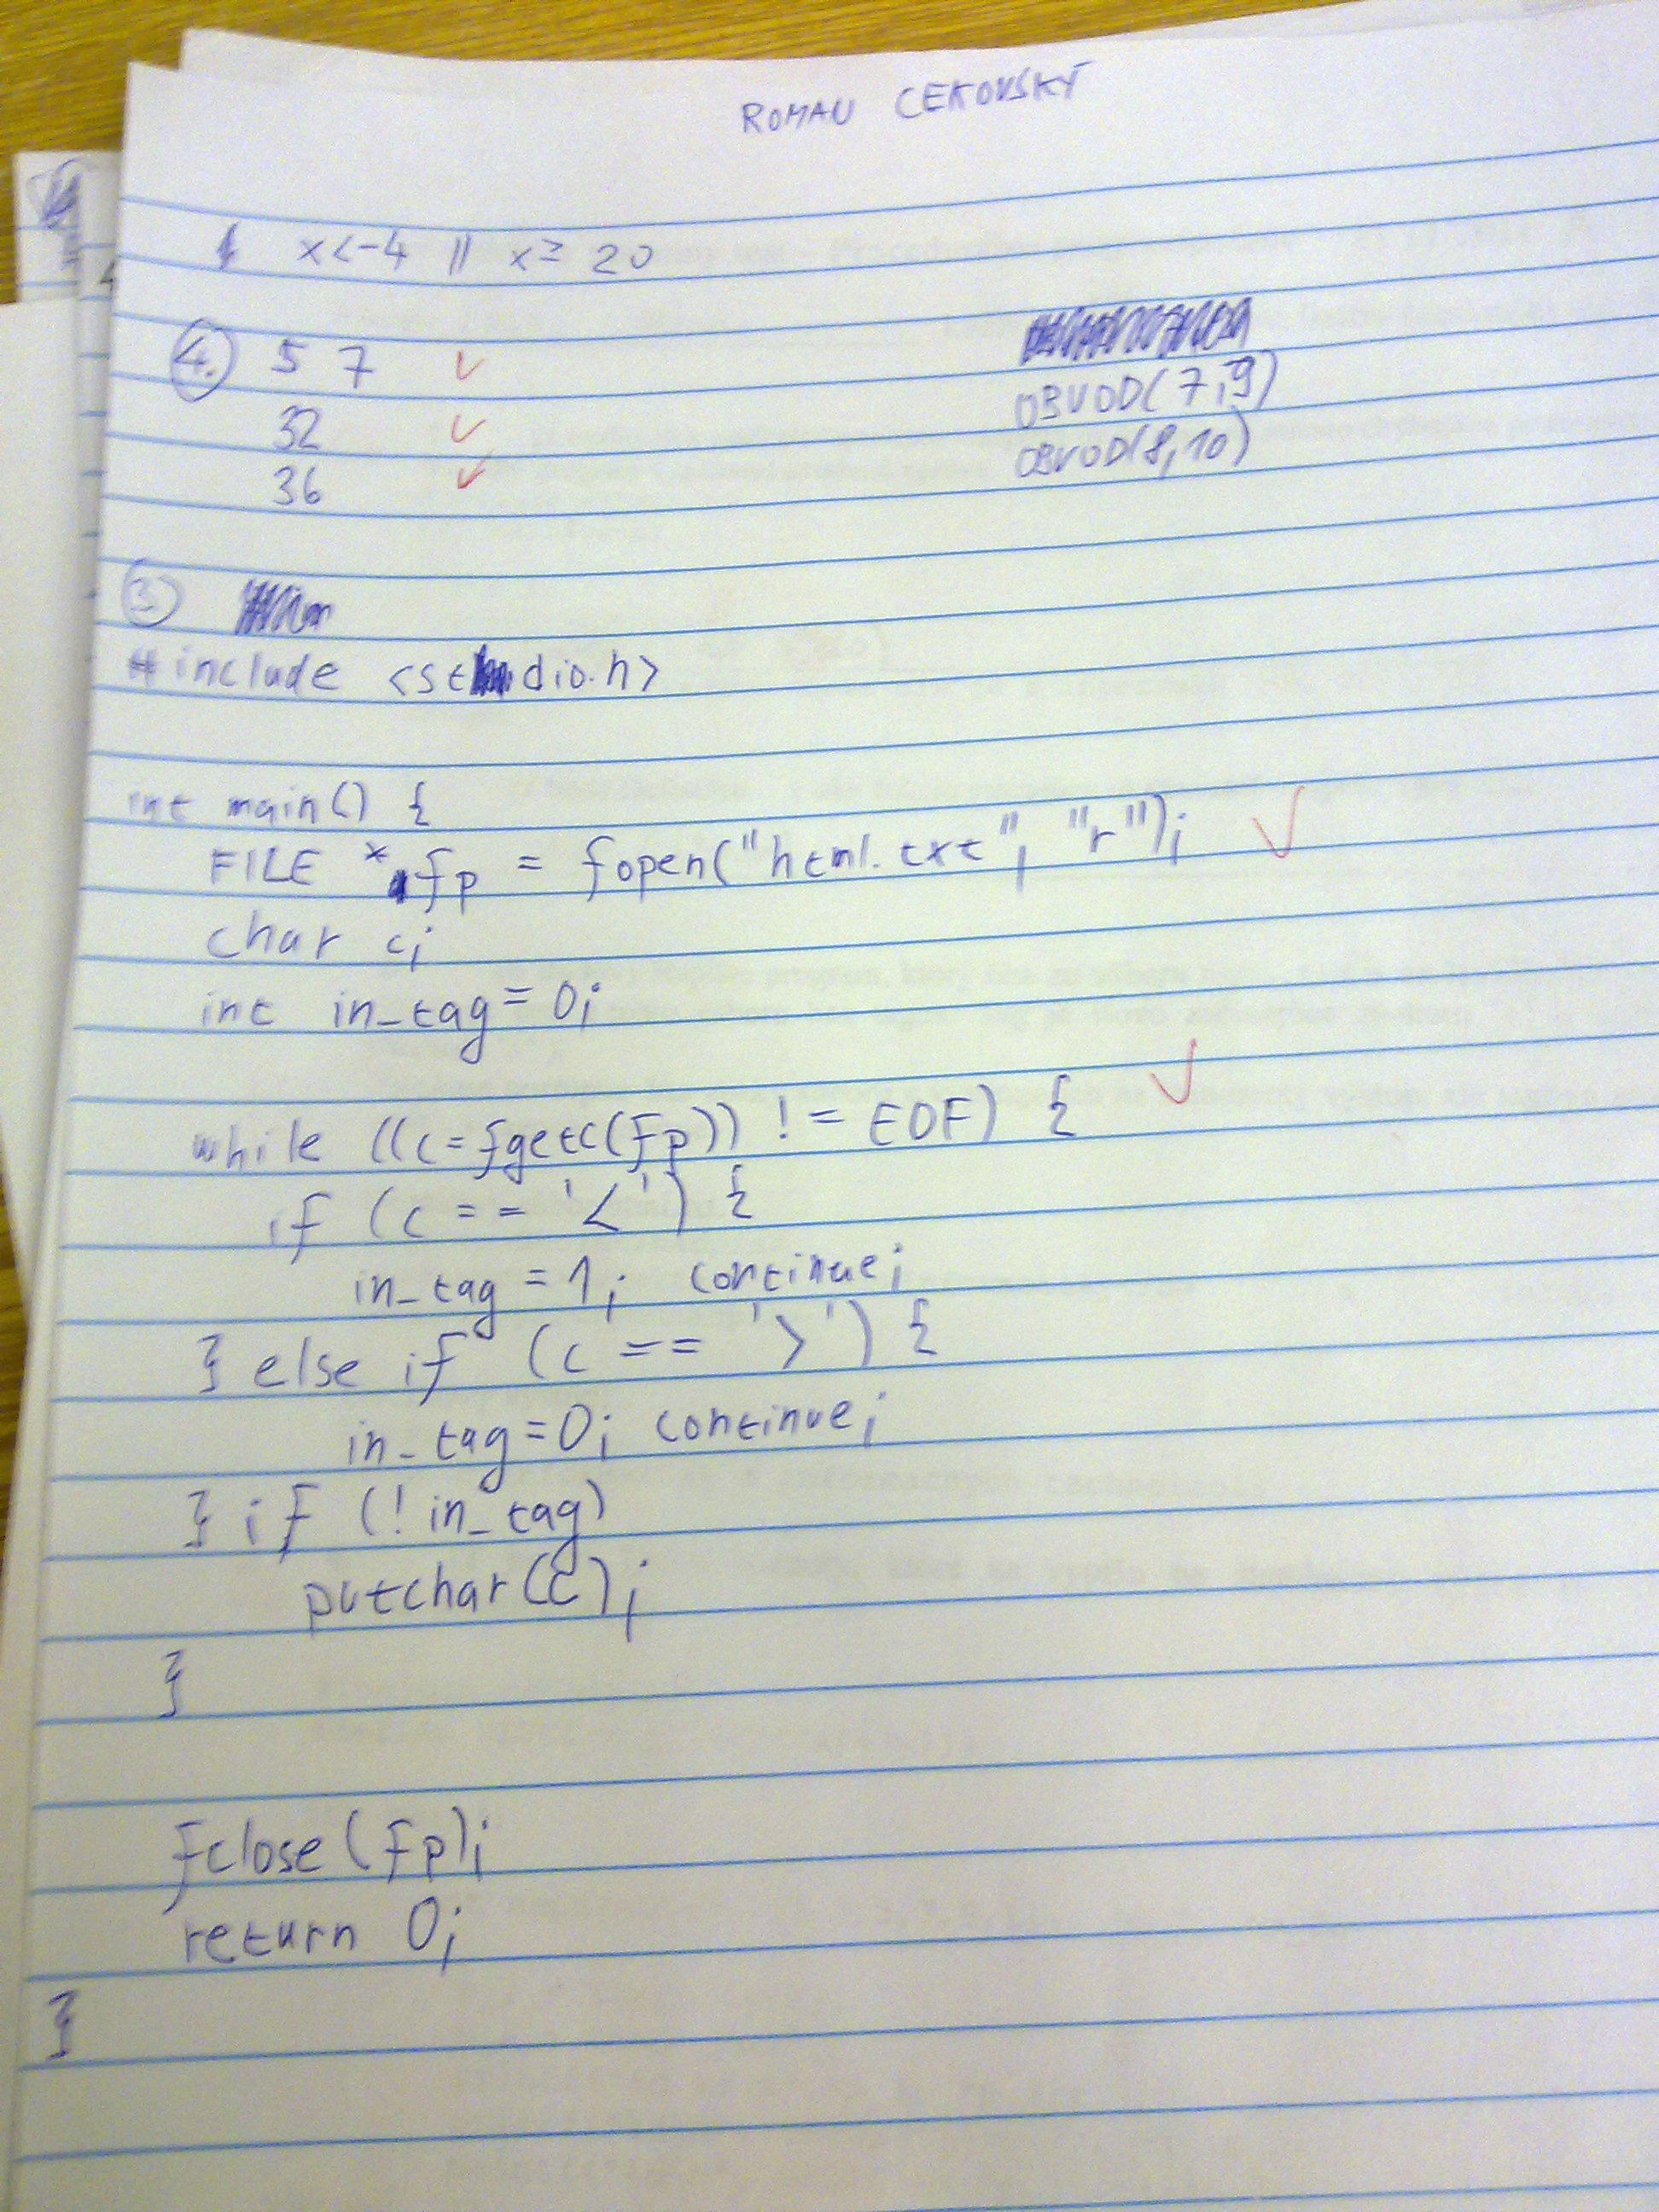 ROMAN CEKOVSKÝ
x<-4 || x≥ 20
4. 5 7
32
36
OBVOD(7,9)
OBVOD(8,10)
3.
#include <stdio.h>
int main() {
FILE *fp = fopen("html.txt", "r");
char c;
int in_tag = 0;
while ((c=fgetc(fp)) != EOF) {
if (c == '<') {
in_tag = 1; continue;
} else if (c == '>') {
in_tag=0; continue;
} if (! in_tag)
putchar(c);
}
fclose(fp);
return 0;
}